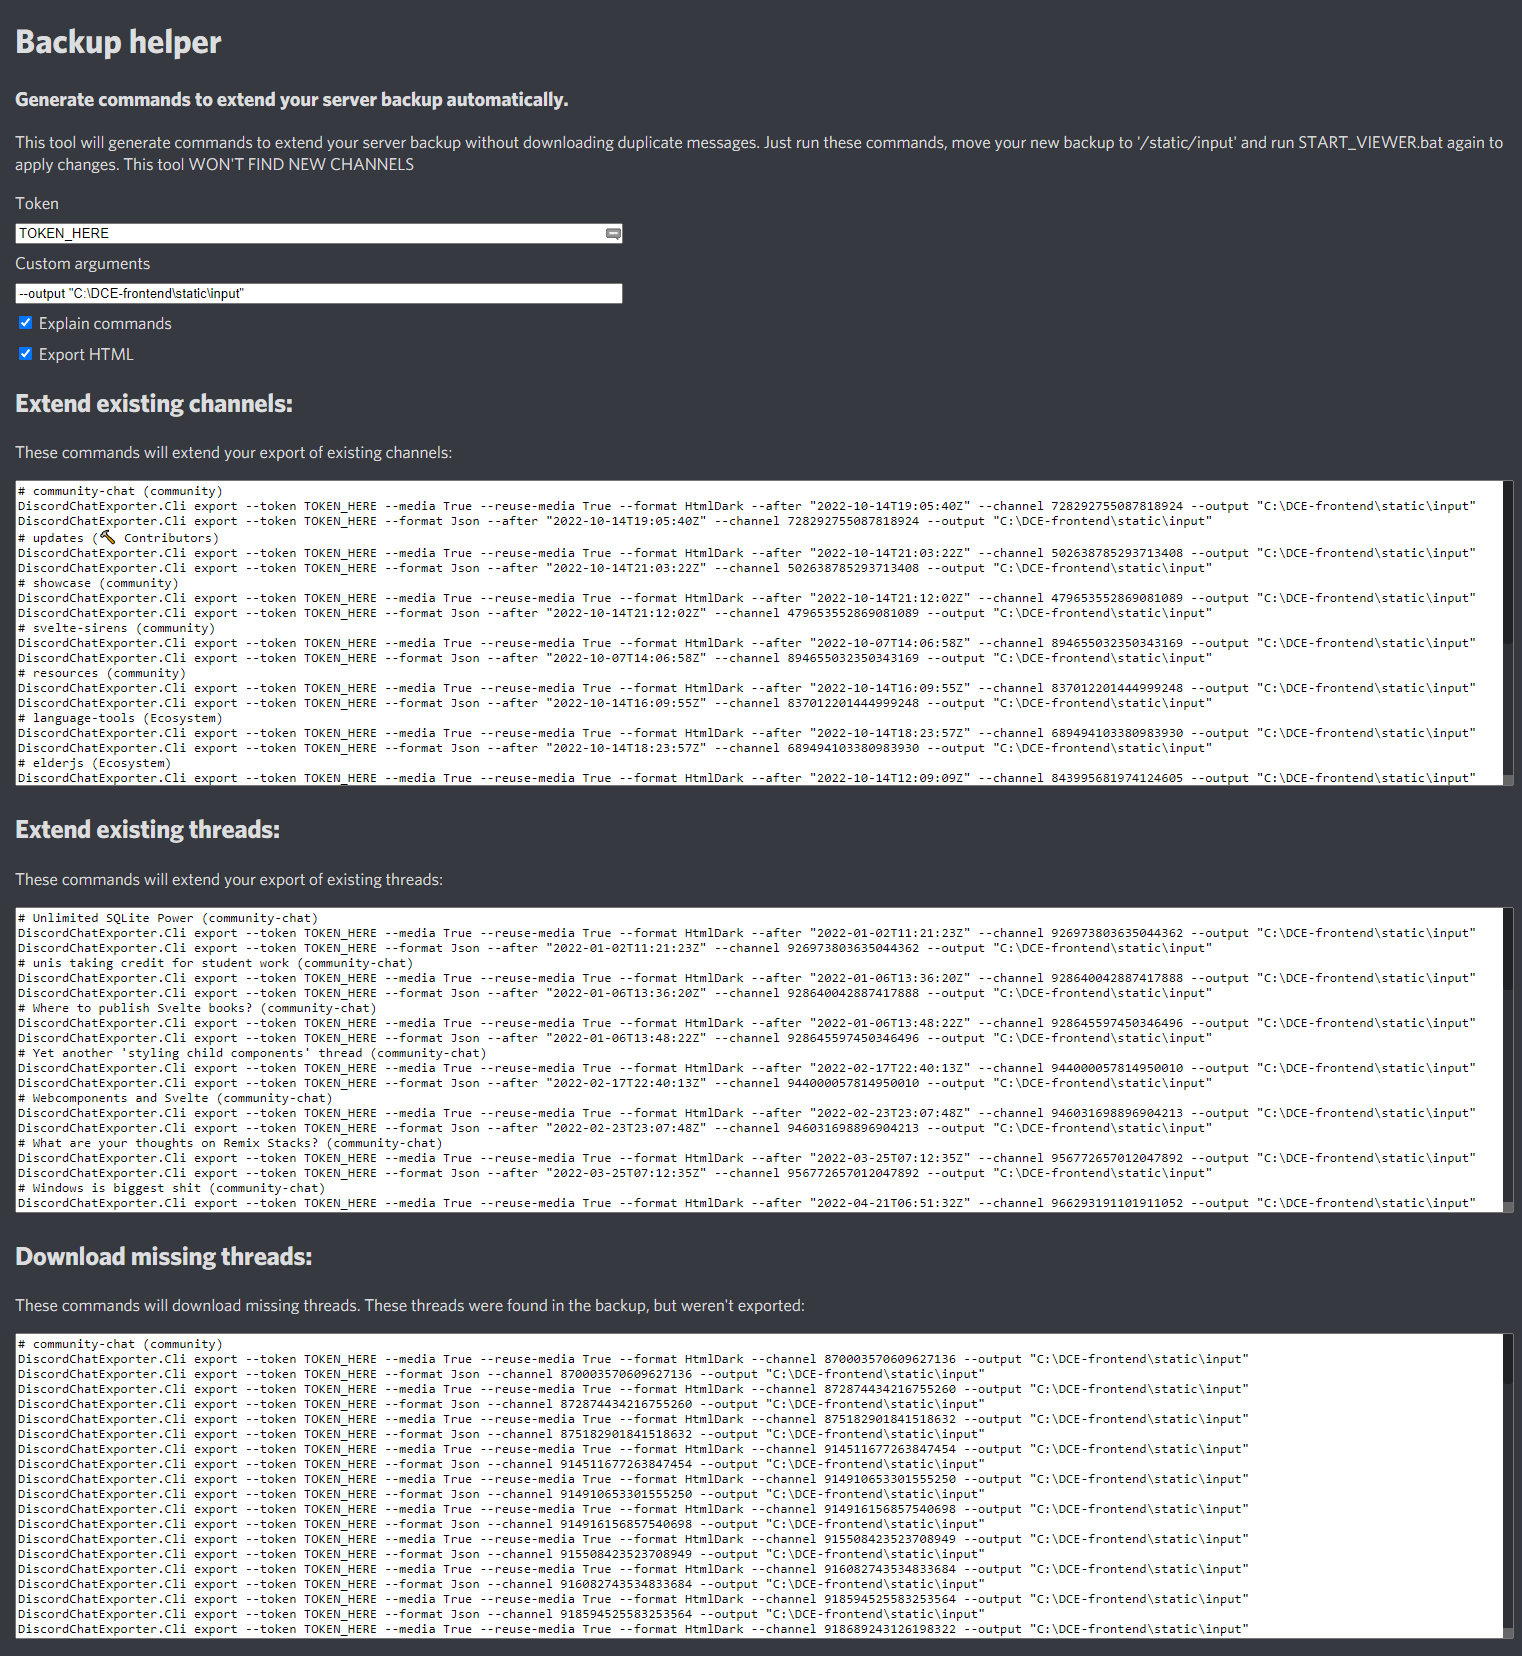 Backup helper
Generate commands to extend your server backup automatically.
This tool will generate commands to extend your server backup without downloading duplicate messages. Just run these commands, move your new backup to '/static/input' and run START_VIEWER.bat again to
apply changes. This tool WON'T FIND NEW CHANNELS
Token
TOKEN_HERE
Custom arguments
--output "C:\DCE-frontend\static\input"
Explain commands
Export HTML
Extend existing channels:
These commands will extend your export of existing channels:
# community-chat (community)
DiscordChatExporter.Cli export --token TOKEN_HERE --media True --reuse-media True --format HtmlDark --after "2022-10-14T19:05:40Z" --channel 728292755087818924 --output "C:\DCE-frontend\static\input"
DiscordChatExporter.Cli export --token TOKEN_HERE --format Json --after "2022-10-14T19:05:40Z" --channel 728292755087818924 --output "C:\DCE-frontend\static\input"
# updates (🔨 Contributors)
DiscordChatExporter.Cli export --token TOKEN_HERE --media True --reuse-media True --format HtmlDark --after "2022-10-14T21:03:22Z" --channel 502638785293713408 --output "C:\DCE-frontend\static\input"
DiscordChatExporter.Cli export --token TOKEN_HERE --format Json --after "2022-10-14T21:03:22Z" --channel 502638785293713408 --output "C:\DCE-frontend\static\input"
# showcase (community)
DiscordChatExporter.Cli export --token TOKEN_HERE --media True --reuse-media True --format HtmlDark --after "2022-10-14T21:12:02Z" --channel 479653552869081089 --output "C:\DCE-frontend\static\input"
DiscordChatExporter.Cli export --token TOKEN_HERE --format Json --after "2022-10-14T21:12:02Z" --channel 479653552869081089 --output "C:\DCE-frontend\static\input"
# svelte-sirens (community)
DiscordChatExporter.Cli export --token TOKEN_HERE --media True --reuse-media True --format HtmlDark --after "2022-10-07T14:06:58Z" --channel 894655032350343169 --output "C:\DCE-frontend\static\input"
DiscordChatExporter.Cli export --token TOKEN_HERE --format Json --after "2022-10-07T14:06:58Z" --channel 894655032350343169 --output "C:\DCE-frontend\static\input"
# resources (community)
DiscordChatExporter.Cli export --token TOKEN_HERE --media True --reuse-media True --format HtmlDark --after "2022-10-14T16:09:55Z" --channel 837012201444999248 --output "C:\DCE-frontend\static\input"
DiscordChatExporter.Cli export --token TOKEN_HERE --format Json --after "2022-10-14T16:09:55Z" --channel 837012201444999248 --output "C:\DCE-frontend\static\input"
# language-tools (Ecosystem)
DiscordChatExporter.Cli export --token TOKEN_HERE --media True --reuse-media True --format HtmlDark --after "2022-10-14T18:23:57Z" --channel 689494103380983930 --output "C:\DCE-frontend\static\input"
DiscordChatExporter.Cli export --token TOKEN_HERE --format Json --after "2022-10-14T18:23:57Z" --channel 689494103380983930 --output "C:\DCE-frontend\static\input"
# elderjs (Ecosystem)
DiscordChatExporter.Cli export --token TOKEN_HERE --media True --reuse-media True --format HtmlDark --after "2022-10-14T12:09:09Z" --channel 843995681974124605 --output "C:\DCE-frontend\static\input"
Extend existing threads:
These commands will extend your export of existing threads:
# Unlimited SQLite Power (community-chat)
DiscordChatExporter.Cli export --token TOKEN_HERE --media True --reuse-media True --format HtmlDark --after "2022-01-02T11:21:23Z" --channel 926973803635044362 --output "C:\DCE-frontend\static\input"
DiscordChatExporter.Cli export --token TOKEN_HERE --format Json --after "2022-01-02T11:21:23Z" --channel 926973803635044362 --output "C:\DCE-frontend\static\input"
# unis taking credit for student work (community-chat)
DiscordChatExporter.Cli export --token TOKEN_HERE --media True --reuse-media True --format HtmlDark --after "2022-01-06T13:36:20Z" --channel 928640042887417888 --output "C:\DCE-frontend\static\input"
DiscordChatExporter.Cli export --token TOKEN_HERE --format Json --after "2022-01-06T13:36:20Z" --channel 928640042887417888 --output "C:\DCE-frontend\static\input"
# Where to publish Svelte books? (community-chat)
DiscordChatExporter.Cli export --token TOKEN_HERE --media True --reuse-media True --format HtmlDark --after "2022-01-06T13:48:22Z" --channel 928645597450346496 --output "C:\DCE-frontend\static\input"
DiscordChatExporter.Cli export --token TOKEN_HERE --format Json --after "2022-01-06T13:48:22Z" --channel 928645597450346496 --output "C:\DCE-frontend\static\input"
# Yet another 'styling child components' thread (community-chat)
DiscordChatExporter.Cli export --token TOKEN_HERE --media True --reuse-media True --format HtmlDark --after "2022-02-17T22:40:13Z" --channel 944000057814950010 --output "C:\DCE-frontend\static\input"
DiscordChatExporter.Cli export --token TOKEN_HERE --format Json --after "2022-02-17T22:40:13Z" --channel 944000057814950010 --output "C:\DCE-frontend\static\input"
# Webcomponents and Svelte (community-chat)
DiscordChatExporter.Cli export --token TOKEN_HERE --media True --reuse-media True --format HtmlDark --after "2022-02-23T23:07:48Z" --channel 946031698896904213 --output "C:\DCE-frontend\static\input"
DiscordChatExporter.Cli export --token TOKEN_HERE --format Json --after "2022-02-23T23:07:48Z" --channel 946031698896904213 --output "C:\DCE-frontend\static\input"
# What are your thoughts on Remix Stacks? (community-chat)
DiscordChatExporter.Cli export --token TOKEN_HERE --media True --reuse-media True --format HtmlDark --after "2022-03-25T07:12:35Z" --channel 956772657012047892 --output "C:\DCE-frontend\static\input"
DiscordChatExporter.Cli export --token TOKEN_HERE --format Json --after "2022-03-25T07:12:35Z" --channel 956772657012047892 --output "C:\DCE-frontend\static\input"
# Windows is biggest shit (community-chat)
DiscordChatExporter.Cli export --token TOKEN_HERE --media True --reuse-media True --format HtmlDark --after "2022-04-21T06:51:32Z" --channel 966293191101911052 --output "C:\DCE-frontend\static\input"
Download missing threads:
These commands will download missing threads. These threads were found in the backup, but weren't exported:
# community-chat (community)
DiscordChatExporter.Cli export --token TOKEN_HERE --media True --reuse-media True --format HtmlDark --channel 870003570609627136 --output "C:\DCE-frontend\static\input"
DiscordChatExporter.Cli export --token TOKEN_HERE --format Json --channel 870003570609627136 --output "C:\DCE-frontend\static\input"
DiscordChatExporter.Cli export --token TOKEN_HERE --media True --reuse-media True --format HtmlDark --channel 872874434216755260 --output "C:\DCE-frontend\static\input"
DiscordChatExporter.Cli export --token TOKEN_HERE --format Json --channel 872874434216755260 --output "C:\DCE-frontend\static\input"
DiscordChatExporter.Cli export --token TOKEN_HERE --media True --reuse-media True --format HtmlDark --channel 875182901841518632 --output "C:\DCE-frontend\static\input"
DiscordChatExporter.Cli export --token TOKEN_HERE --format Json --channel 875182901841518632 --output "C:\DCE-frontend\static\input"
DiscordChatExporter.Cli export --token TOKEN_HERE --media True --reuse-media True --format HtmlDark --channel 914511677263847454 --output "C:\DCE-frontend\static\input"
DiscordChatExporter.Cli export --token TOKEN_HERE --format Json --channel 914511677263847454 --output "C:\DCE-frontend\static\input"
DiscordChatExporter.Cli export --token TOKEN_HERE --media True --reuse-media True --format HtmlDark --channel 914910653301555250 --output "C:\DCE-frontend\static\input"
DiscordChatExporter.Cli export --token TOKEN_HERE --format Json --channel 914910653301555250 --output "C:\DCE-frontend\static\input"
DiscordChatExporter.Cli export --token TOKEN_HERE --media True --reuse-media True --format HtmlDark --channel 914916156857540698 --output "C:\DCE-frontend\static\input"
DiscordChatExporter.Cli export --token TOKEN_HERE --format Json --channel 914916156857540698 --output "C:\DCE-frontend\static\input"
DiscordChatExporter.Cli export --token TOKEN_HERE --media True --reuse-media True --format HtmlDark --channel 915508423523708949 --output "C:\DCE-frontend\static\input"
DiscordChatExporter.Cli export --token TOKEN_HERE --format Json --channel 915508423523708949 --output "C:\DCE-frontend\static\input"
DiscordChatExporter.Cli export --token TOKEN_HERE --media True --reuse-media True --format HtmlDark --channel 916082743534833684 --output "C:\DCE-frontend\static\input"
DiscordChatExporter.Cli export --token TOKEN_HERE --format Json --channel 916082743534833684 --output "C:\DCE-frontend\static\input"
DiscordChatExporter.Cli export --token TOKEN_HERE --media True --reuse-media True --format HtmlDark --channel 918594525583253564 --output "C:\DCE-frontend\static\input"
DiscordChatExporter.Cli export --token TOKEN_HERE --format Json --channel 918594525583253564 --output "C:\DCE-frontend\static\input"
DiscordChatExporter.Cli export --token TOKEN_HERE --media True --reuse-media True --format HtmlDark --channel 918689243126198322 --output "C:\DCE-frontend\static\input"